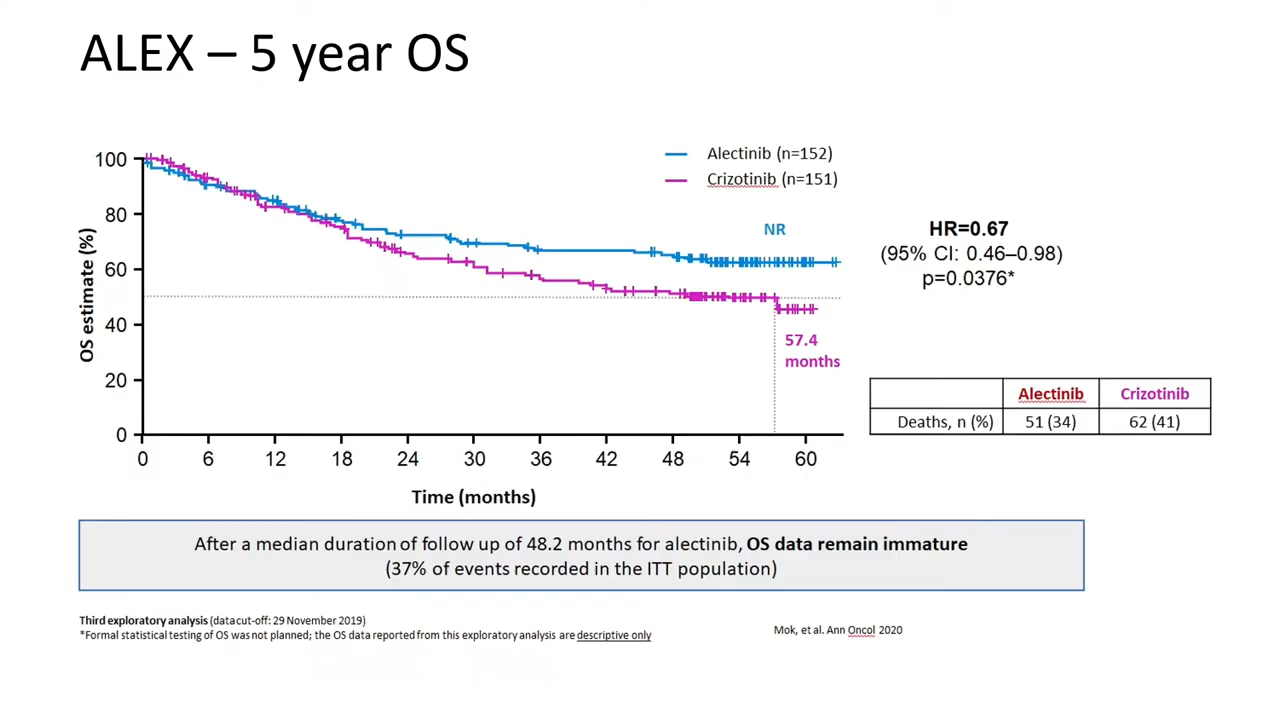 ALEX – 5 year OS
OS estimate (%)
100
80
60
40
20
0
0 6 12 18 24 30 36 42 48 54 60
Time (months)
Alectinib (n=152)
Crizotinib (n=151)
NR
57.4
months
HR=0.67
(95% CI: 0.46–0.98)
p=0.0376*
Alectinib Crizotinib
Deaths, n (%) 51 (34) 62 (41)
After a median duration of follow up of 48.2 months for alectinib, OS data remain immature
(37% of events recorded in the ITT population)
Third exploratory analysis (data cut-off: 29 November 2019)
*Formal statistical testing of OS was not planned; the OS data reported from this exploratory analysis are descriptive only
Mok, et al. Ann Oncol 2020